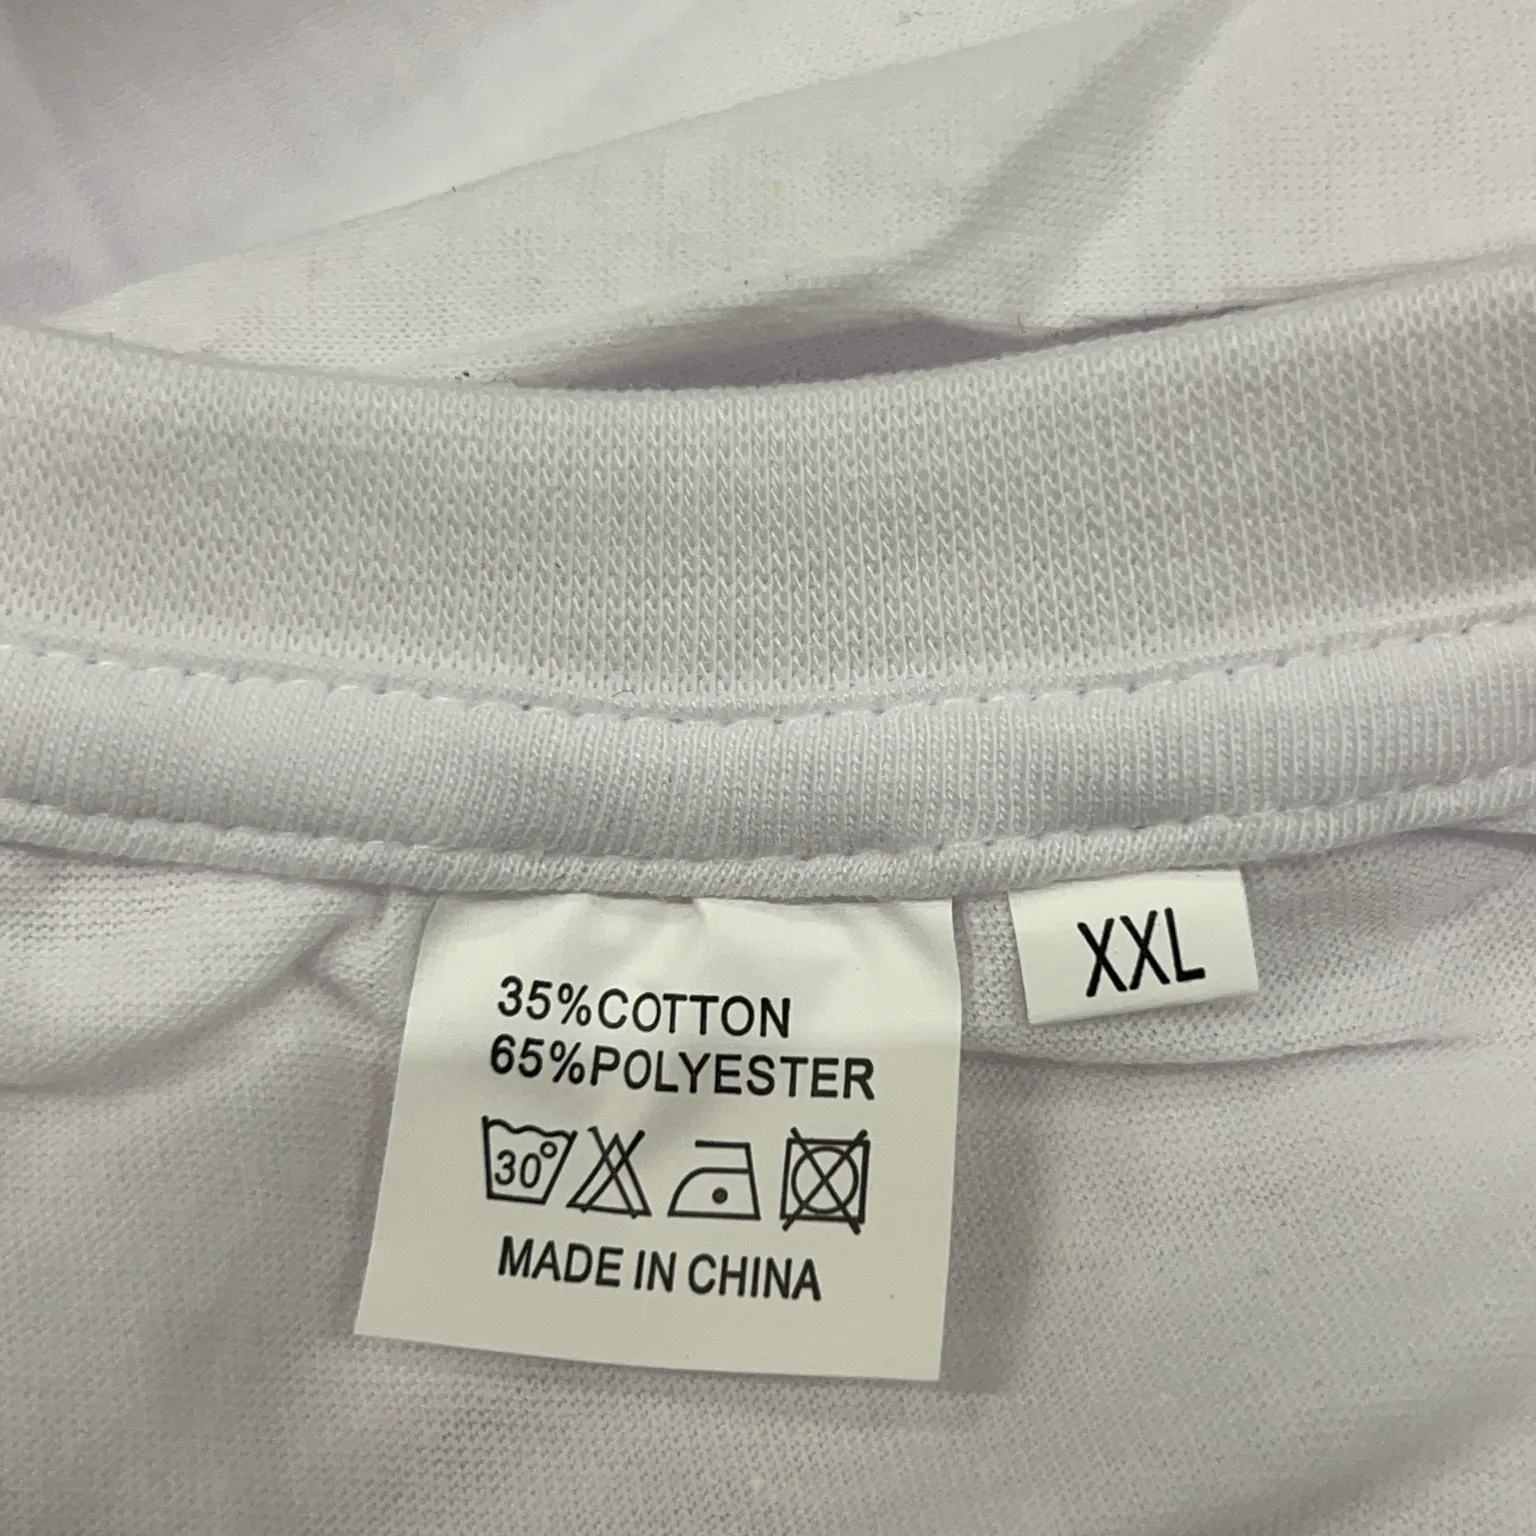 35%COTTON
65%POLYESTER
30°
MADE IN CHINA
XXL